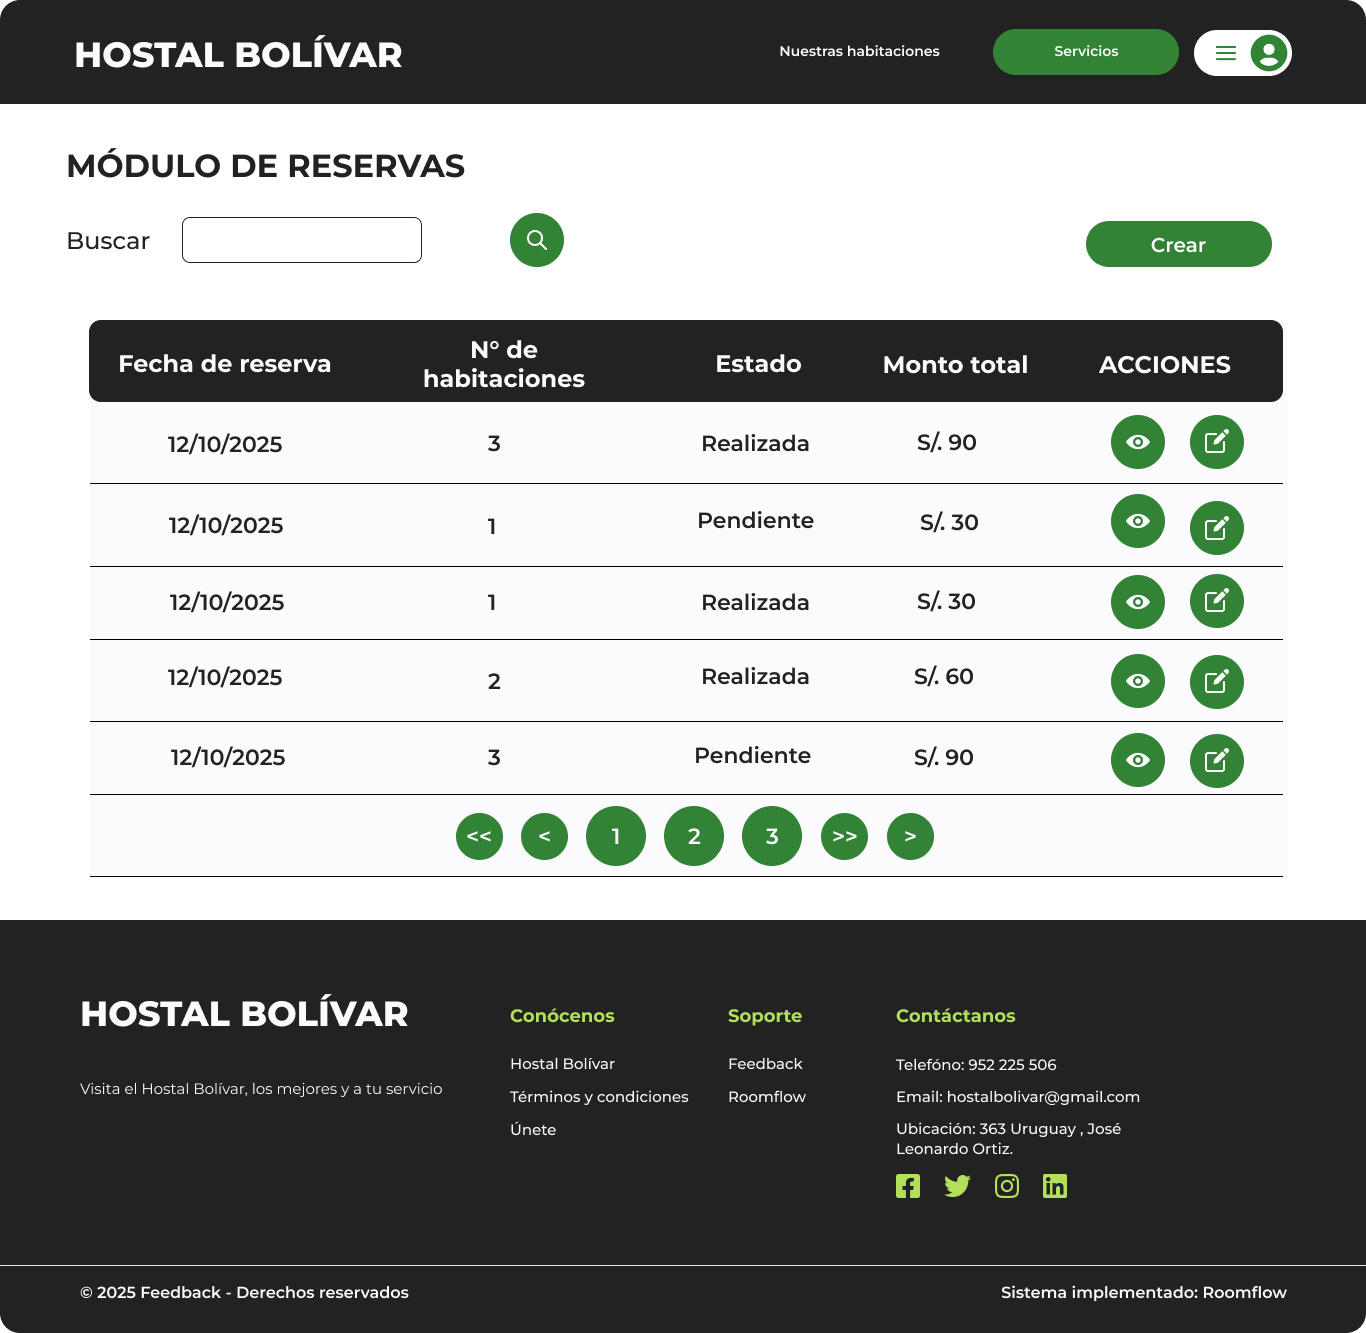 HOSTAL BOLÍVAR
Nuestras habitaciones
Servicios
MÓDULO DE RESERVAS
Buscar
Crear
Fecha de reserva
N° de
habitaciones
Estado
Monto total
ACCIONES
12/10/2025
3
Realizada
S/. 90
12/10/2025
1
Pendiente
S/. 30
12/10/2025
1
Realizada
S/. 30
12/10/2025
2
Realizada
S/. 60
12/10/2025
3
Pendiente
S/. 90
<<
<
1
2
3
>>
>
HOSTAL BOLÍVAR
Visita el Hostal Bolívar, los mejores y a tu servicio
Conócenos
Hostal Bolívar
Términos y condiciones
Únete
Soporte
Feedback
Roomflow
Contáctanos
Telefóno: 952 225 506
Email: hostalbolivar@gmail.com
Ubicación: 363 Uruguay , José
Leonardo Ortiz.
© 2025 Feedback - Derechos reservados
Sistema implementado: Roomflow